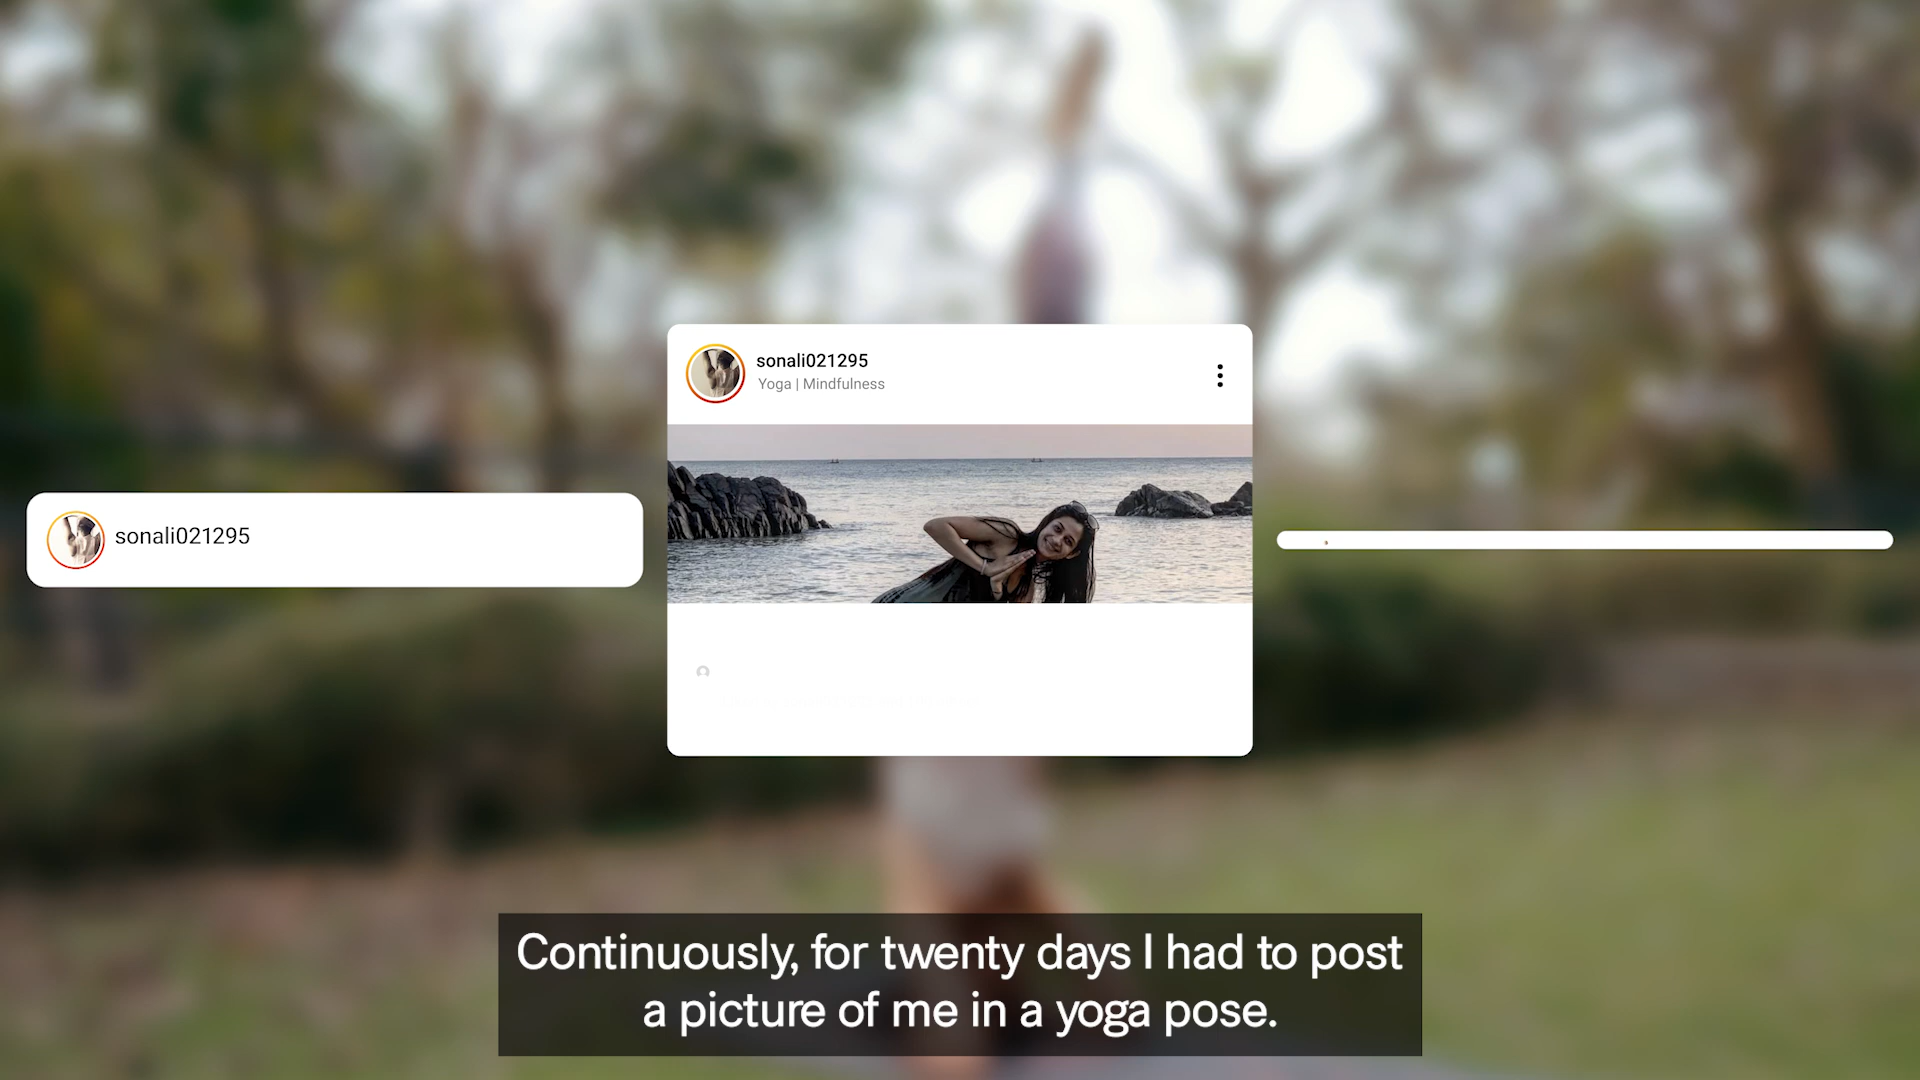 sonali021295
sonali021295
Yoga | Mindfulness
Continuously, for twenty days I had to post
a picture of me in a yoga pose.